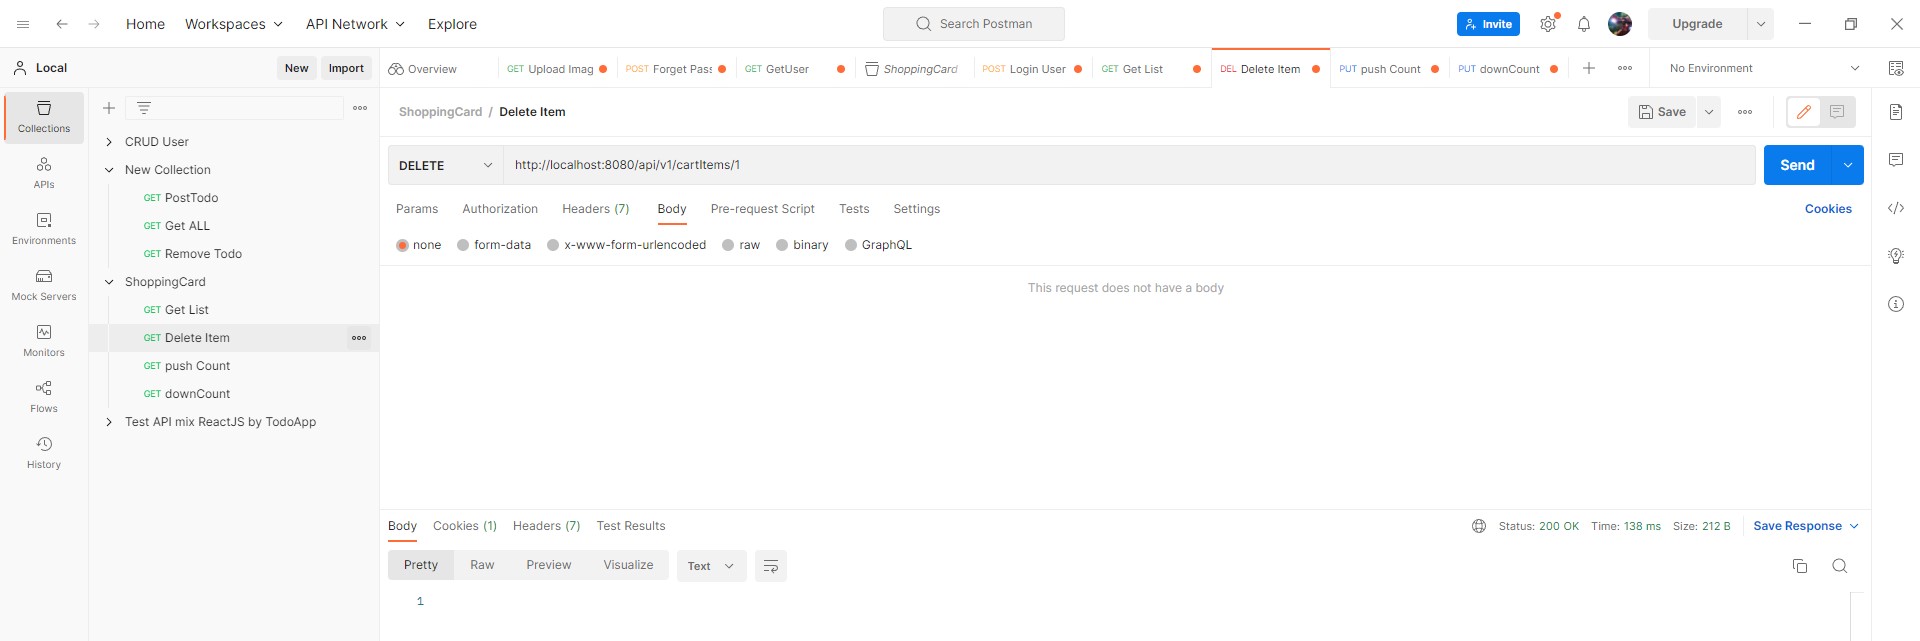 Home Workspaces API Network Explore Search Postman Invite Upgrade
Local New Import
Overview GET Upload Imag POST Forget Pass GET GetUser ShoppingCard POST Login User GET Get List DEL Delete Item PUT push Count PUT downCount No Environment
Collections
APIs
Environments
Mock Servers
Monitors
Flows
History
CRUD User
New Collection
GET PostTodo
GET Get ALL
GET Remove Todo
ShoppingCard
GET Get List
GET Delete Item
GET push Count
GET downCount
Test API mix ReactJS by TodoApp
ShoppingCard / Delete Item Save
DELETE http://localhost:8080/api/v1/cartItems/1 Send
Params Authorization Headers (7) Body Pre-request Script Tests Settings Cookies
none form-data x-www-form-urlencoded raw binary GraphQL
This request does not have a body
Body Cookies (1) Headers (7) Test Results Status: 200 OK Time: 138 ms Size: 212 B Save Response
Pretty Raw Preview Visualize Text
1